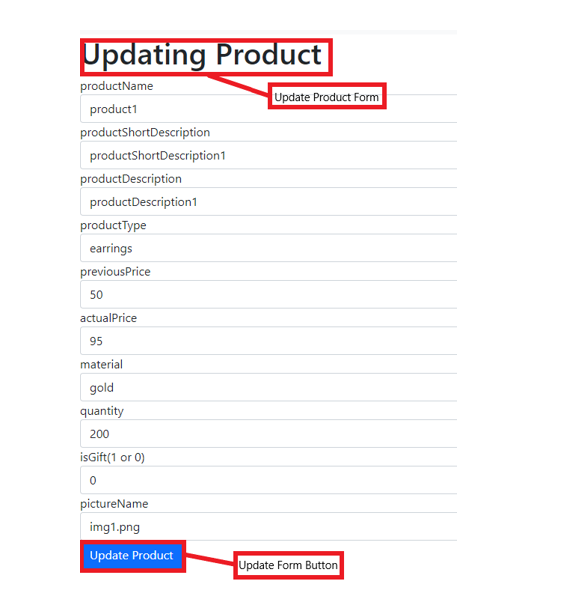 Updating Product
productName
Update Product Form
product1
productShortDescription
productShortDescription1
productDescription
productDescription1
productType
earrings
previousPrice
50
actualPrice
95
material
gold
quantity
200
isGift(1 or 0)
0
pictureName
img1.png
Update Product
Update Form Button